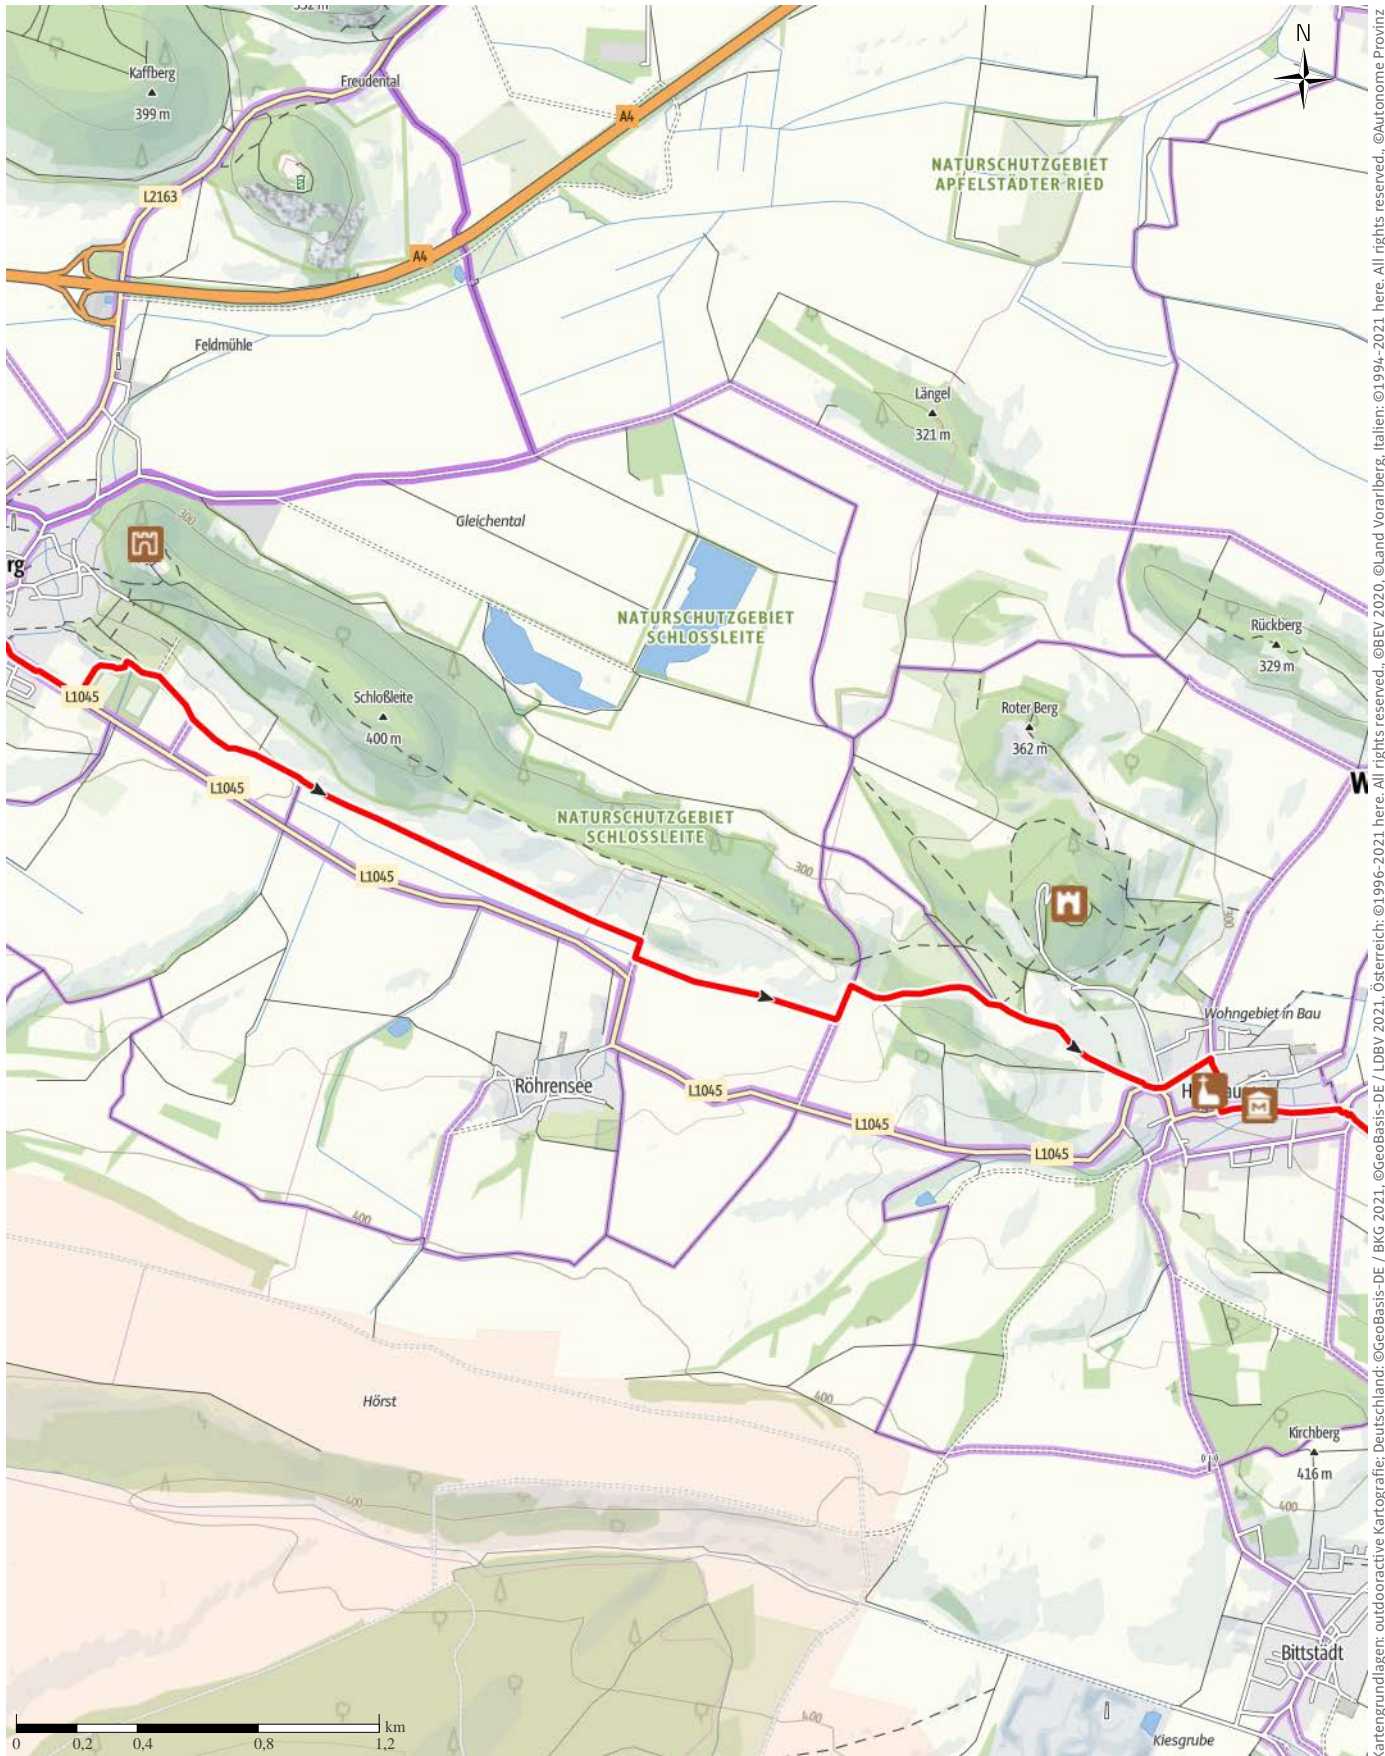 332 m
Kaffberg
399 m
Freudental
N
A4
L2163
NATURSCHUTZGEBIET
APFELSTÄDTER RIED
A4
Feldmühle
Längel
321 m
300
Gleichental
rg
NATURSCHUTZGEBIET
SCHLOSSLEITE
Rückberg
329 m
L1045
Schloßleite
400 m
Roter Berg
362 m
L1045
W
NATURSCHUTZGEBIET
SCHLOSSLEITE
L1045
300
400
M
Wohngebiet in Bau
Röhrensee
L1045
L1045
L1045
400
Hörst
400
Kirchberg
416 m
400
400
Bittstädt
400
Kiesgrube
km
0
0,2
0,4
0,8
1,2
artengrundlagen: outdooractive Kartografie; Deutschland: ©GeoBasis-DE / BKG 2021, ©GeoBasis-DE / LDBV 2021, Österreich: ©1996-2021 here. All rights reserved., ©BEV 2020, ©Land Vorarlberg, Italien: ©1994-2021 here. All rights reserved., ©Autonome Provinz